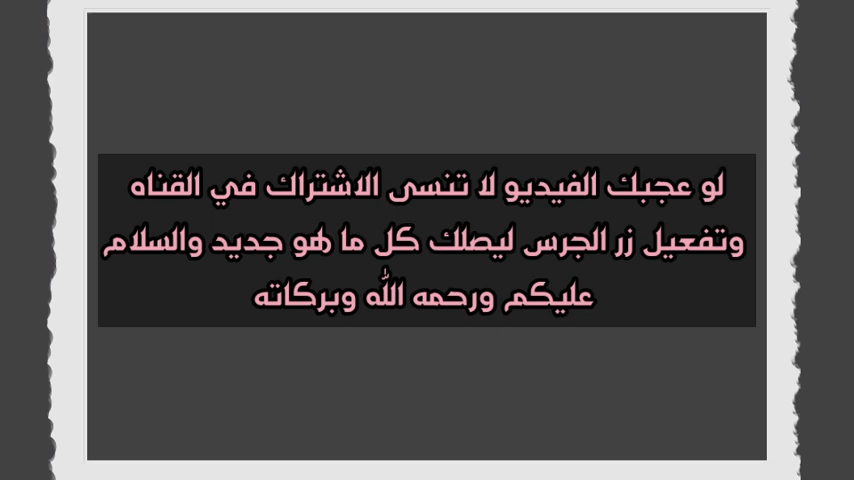 لو عجبك الفيديو لا تنسى الاشتراك في القناه
وتفعيل زر الجرس ليصلك كل ما هو جديد والسلام
عليكم ورحمه الله وبركاته